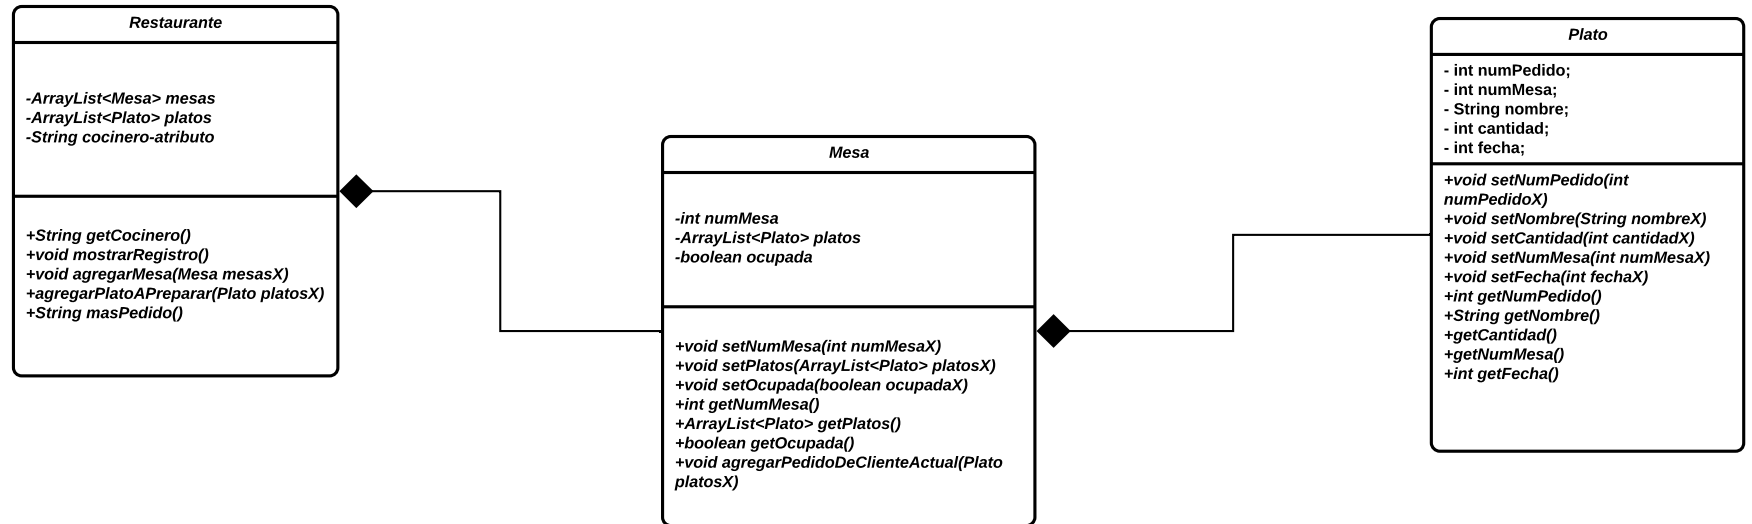 Restaurante
-ArrayList<Mesa> mesas
-ArrayList<Plato> platos
-String cocinero-atributo
+String getCocinero()
+void mostrarRegistro()
+void agregarMesa(Mesa mesasX)
+agregarPlatoAPreparar(Plato platosX)
+String masPedido()
Mesa
-int numMesa
-ArrayList<Plato> platos
-boolean ocupada
+void setNumMesa(int numMesaX)
+void setPlatos(ArrayList<Plato> platosX)
+void setOcupada(boolean ocupadaX)
+int getNumMesa()
+ArrayList<Plato> getPlatos()
+boolean getOcupada()
+void agregarPedidoDeClienteActual(Plato
platosX)
Plato
- int numPedido;
- int numMesa;
- String nombre;
- int cantidad;
- int fecha;
+void setNumPedido(int
numPedidoX)
+void setNombre(String nombreX)
+void setCantidad(int cantidadX)
+void setNumMesa(int numMesaX)
+void setFecha(int fechaX)
+int getNumPedido()
+String getNombre()
+getCantidad()
+getNumMesa()
+int getFecha()